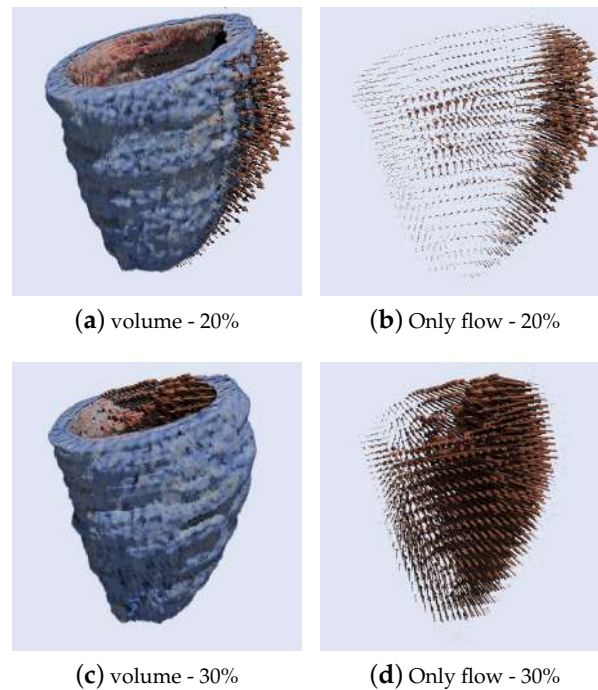 (a) volume - 20%
(b) Only flow - 20%
(c) volume - 30%
(d) Only flow - 30%